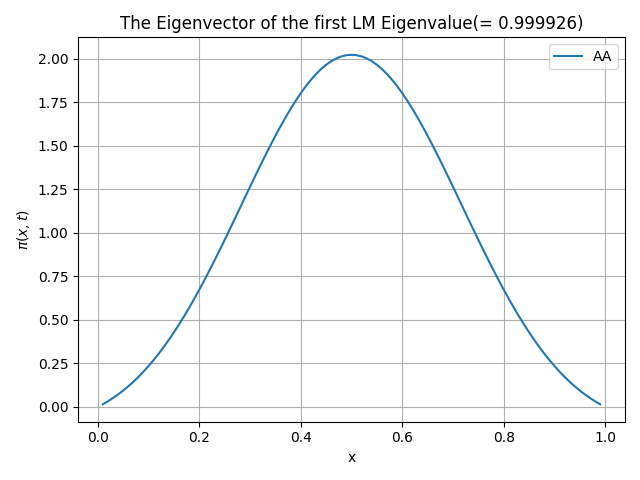 The Eigenvector of the first LM Eigenvalue(= 0.999926)
AA
2.00
1.75
1.50
1.25
1.00
0.75
0.50
0.25
0.00
π(x, t)
0.0 0.2 0.4 0.6 0.8 1.0
x